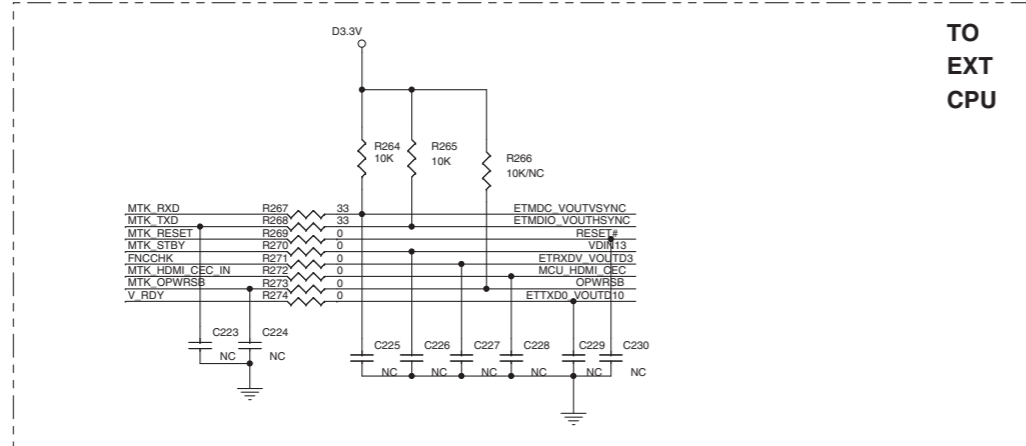 TO
EXT
CPU
D3.3V
R264
10K
R265
10K
R266
10K/NC
MTK_RXD R267 33 ETMDC_VOUTVSYNC
MTK_TXD R268 33 ETMDIO_VOUTHSYNC
MTK_RESET R269 0 RESET#
MTK_STBY R270 0 VDIN13
FNCCHK R271 0 ETRXDV_VOUTD3
MTK_HDMI_CEC_IN R272 0 MCU_HDMI_CEC
MTK_OPWRSB R273 0 OPWRSB
V_RDY R274 0 ETTXD0_VOUTD10
C223 C224 C225 C226 C227 C228 C229 C230
NC NC NC NC NC NC NC NC